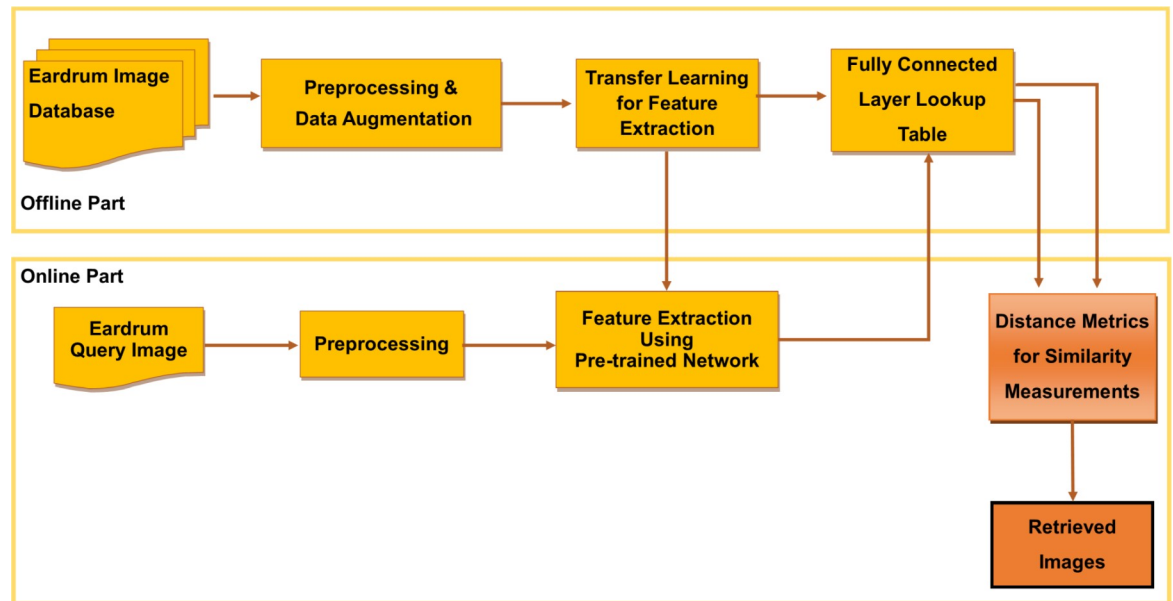 Eardrum Image
Database
Preprocessing &
Data Augmentation
Transfer Learning
for Feature
Extraction
Fully Connected
Layer Lookup
Table
Offline Part
Online Part
Eardrum
Query Image
Preprocessing
Feature Extraction
Using
Pre-trained Network
Distance Metrics
for Similarity
Measurements
Retrieved
Images